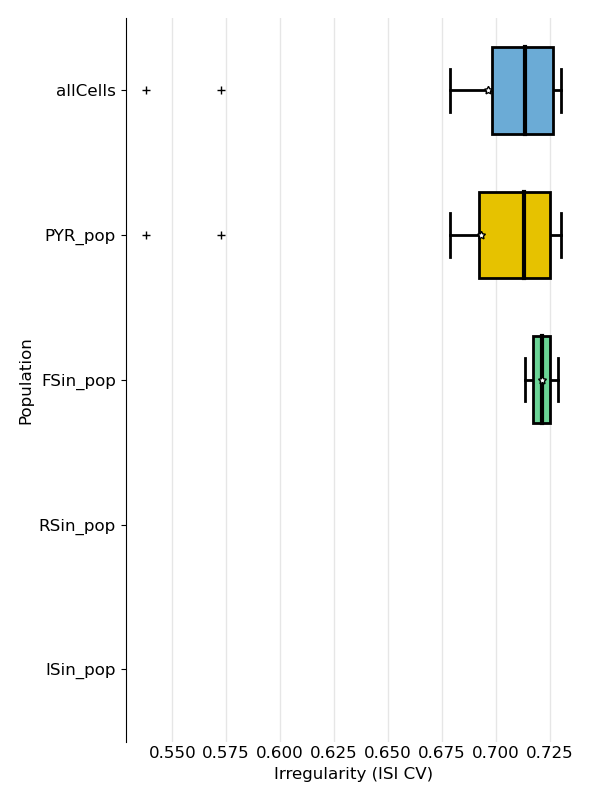 allCells
PYR_pop
FSin_pop
RSin_pop
ISin_pop
Population
0.550 0.575 0.600 0.625 0.650 0.675 0.700 0.725
Irregularity (ISI CV)